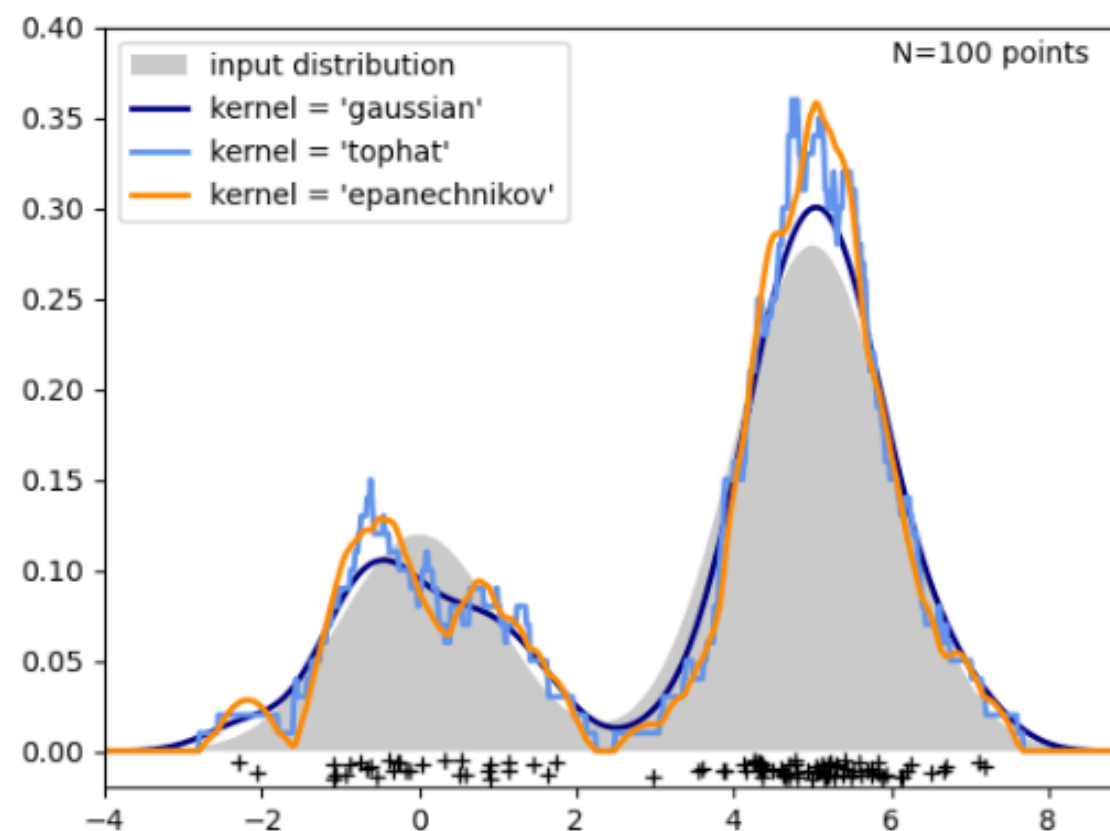 0.40
0.35
0.30
0.25
0.20
0.15
0.10
0.05
0.00
input distribution
kernel = 'gaussian'
kernel = 'tophat'
kernel = 'epanechnikov'
N=100 points
−4 −2 0 2 4 6 8